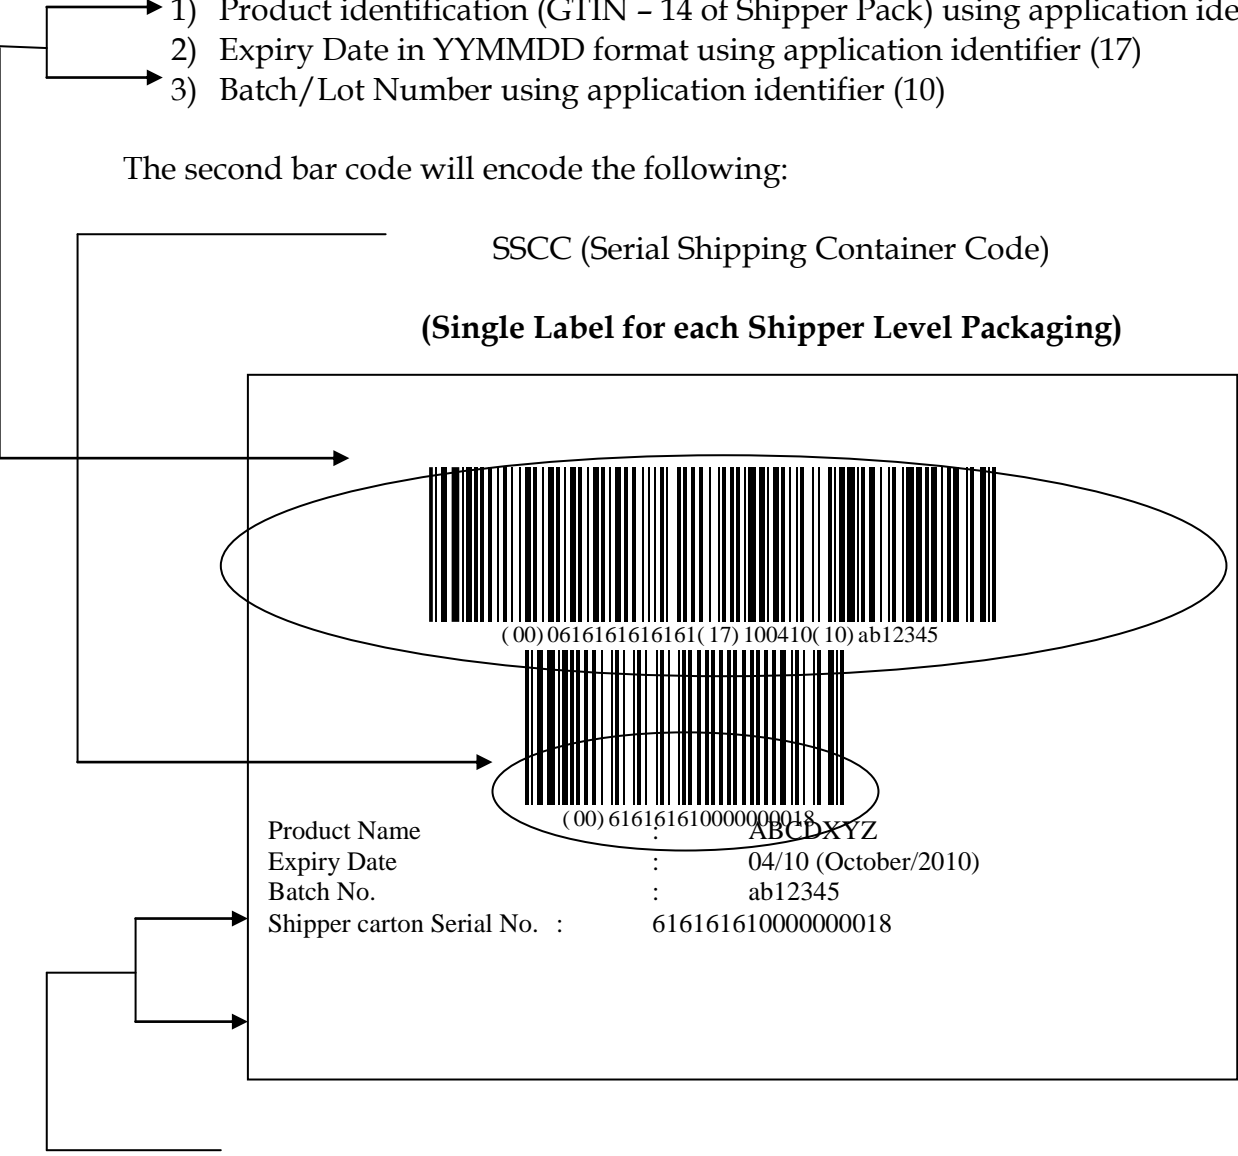 1) Product identification (GTIN – 14 of Shipper Pack) using application ide
2) Expiry Date in YYMMDD format using application identifier (17)
3) Batch/Lot Number using application identifier (10)
The second bar code will encode the following:
SSCC (Serial Shipping Container Code)
(Single Label for each Shipper Level Packaging)
(00)0616161616161(17)100410(10)ab12345
(00)616161610000000018
Product Name : ABCDXYZ
Expiry Date : 04/10 (October/2010)
Batch No. : ab12345
Shipper carton Serial No. : 616161610000000018